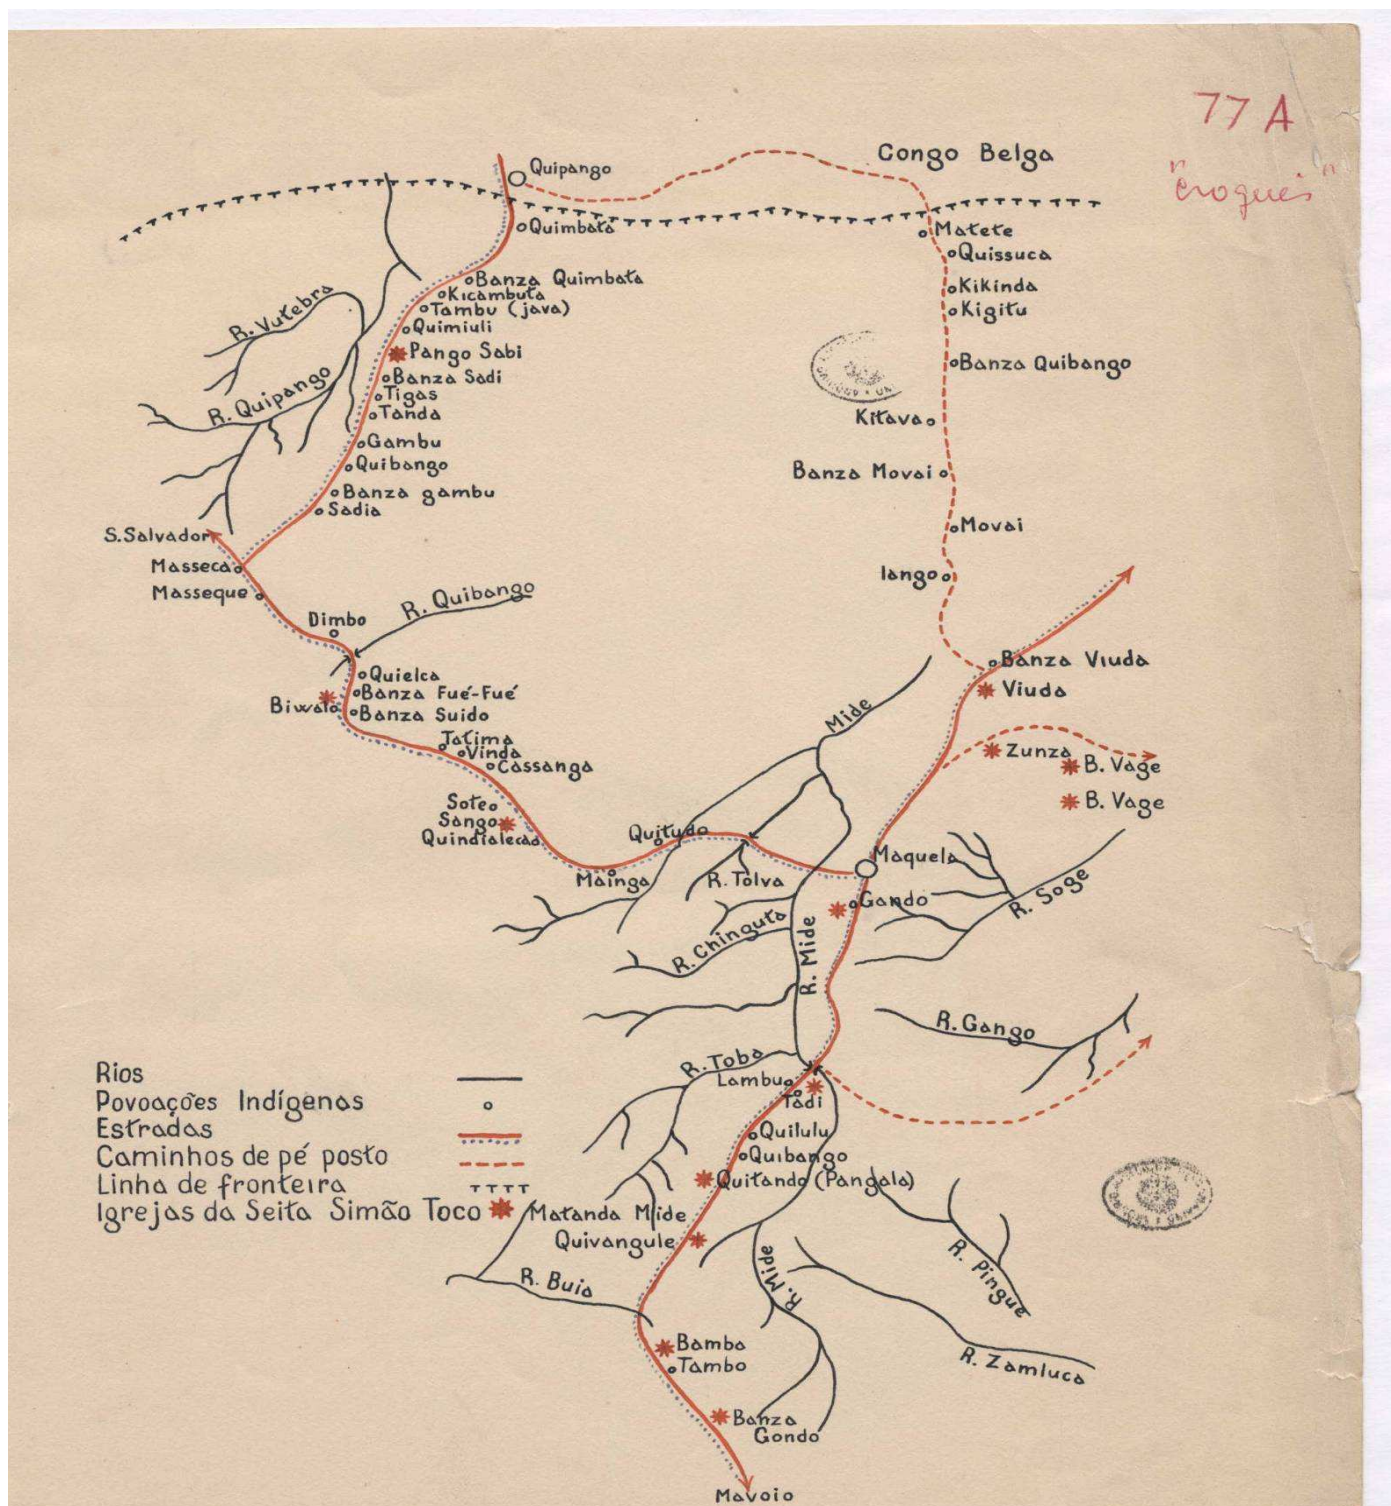 77 A
"croquis"
Congo Belga
Quipango
Quimbata
Matete
Quissuca
Banza Quimbata
Kicambuta
Tambu (java)
Quimiuli
Pango Sabi
Banza Sadi
Tigas
Tanda
Gambu
Quibango
Banza gambu
Sadia
Kikinda
Kigitu
Banza Quibango
Kitava
Banza Movai
Movai
Iango
R. Vutebra
R. Quipango
S. Salvador
Masseca
Masseque
Dimbo
R. Quibango
Quielca
Banza Fué-Fué
Biwato
Banza Suido
Tatima
Vinda
Cassanga
Soteo
Sango
Quindialecao
Mainga
Quitudo
Mide
Banza Viuda
Viuda
Zunza
B. Vage
B. Vage
R. Tolva
Maquela
Gando
R. Chinguta
R. Mide
R. Soge
R. Gango
R. Toba
Lambu
Tadi
Quilulu
Quibango
Quitando (Pangala)
Matanda Mide
Quivangule
R. Buia
R. Mide
R. Pingue
R. Zamluca
Bamba
Tambo
Banza
Gondo
Mavoio
Rios
Povoações Indígenas
Estradas
Caminhos de pé posto
Linha de fronteira
Igrejas da Seita Simão Toco